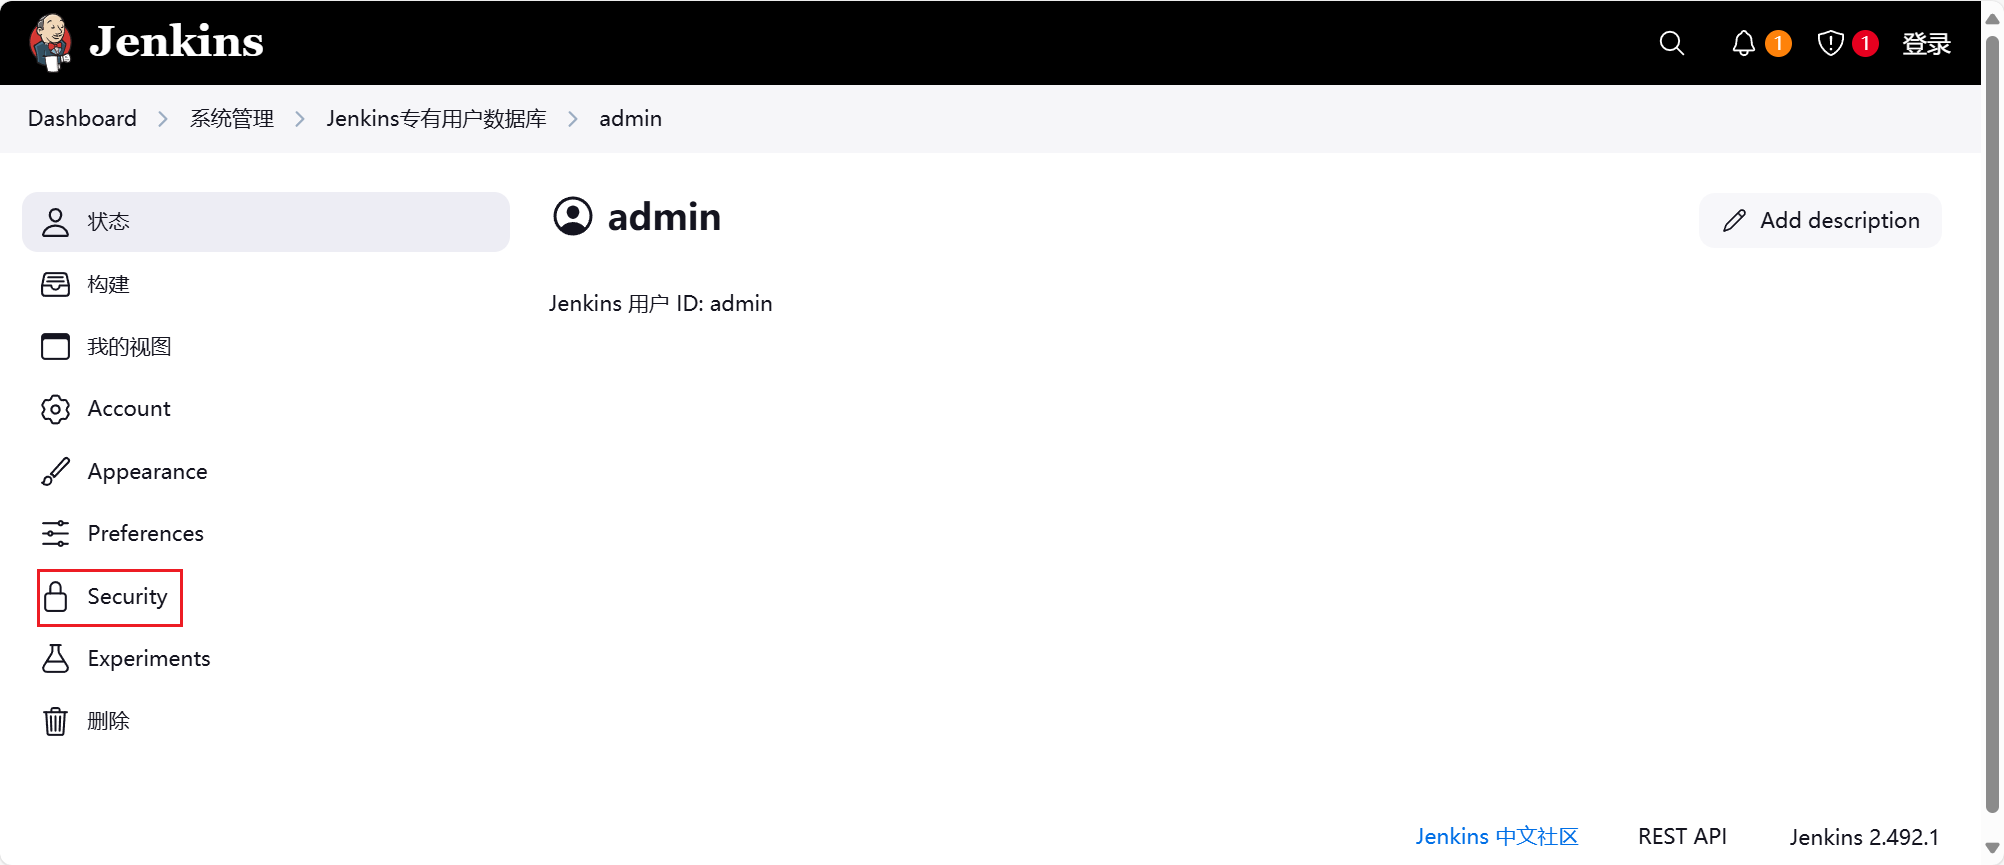 Jenkins
1
1
登录
Dashboard
系统管理
Jenkins专有用户数据库
admin
状态
构建
我的视图
Account
Appearance
Preferences
Security
Experiments
删除
admin
Add description
Jenkins 用户 ID: admin
Jenkins 中文社区
REST API
Jenkins 2.492.1